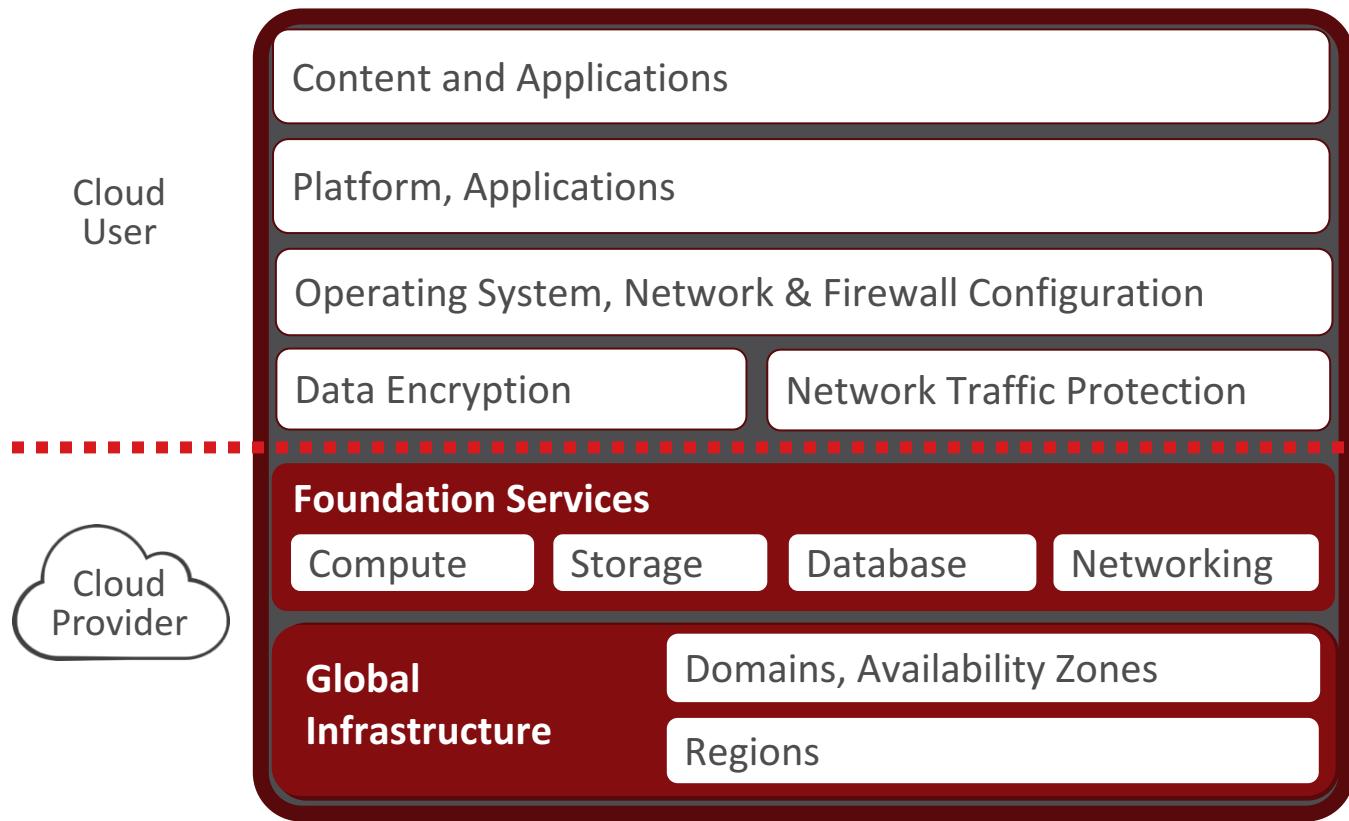 Content and Applications
Platform, Applications
Cloud
User
Operating System, Network & Firewall Configuration
Data Encryption
Network Traffic Protection
Foundation Services
Compute
Storage
Database
Networking
Cloud
Provider
Global
Infrastructure
Domains, Availability Zones
Regions